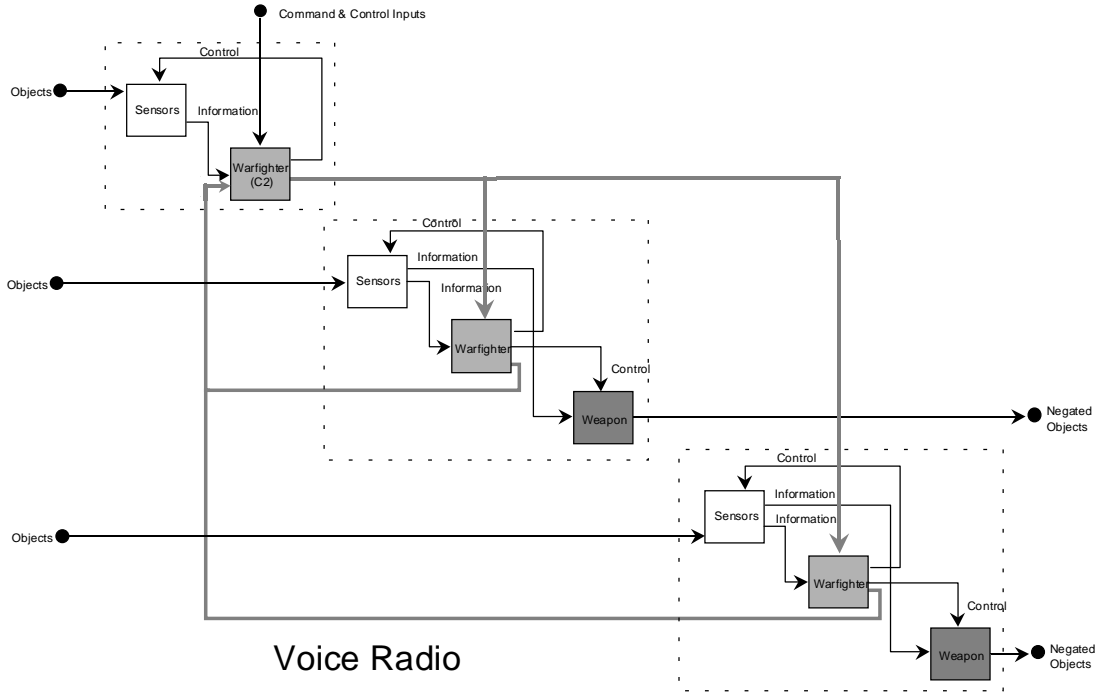 Command & Control Inputs
Control
Objects
Sensors
Information
Warfighter
(C2)
Control
Information
Objects
Sensors
Information
Warfighter
Control
Weapon
Negated
Objects
Control
Information
Sensors
Information
Objects
Warfighter
Control
Voice Radio
Weapon
Negated
Objects